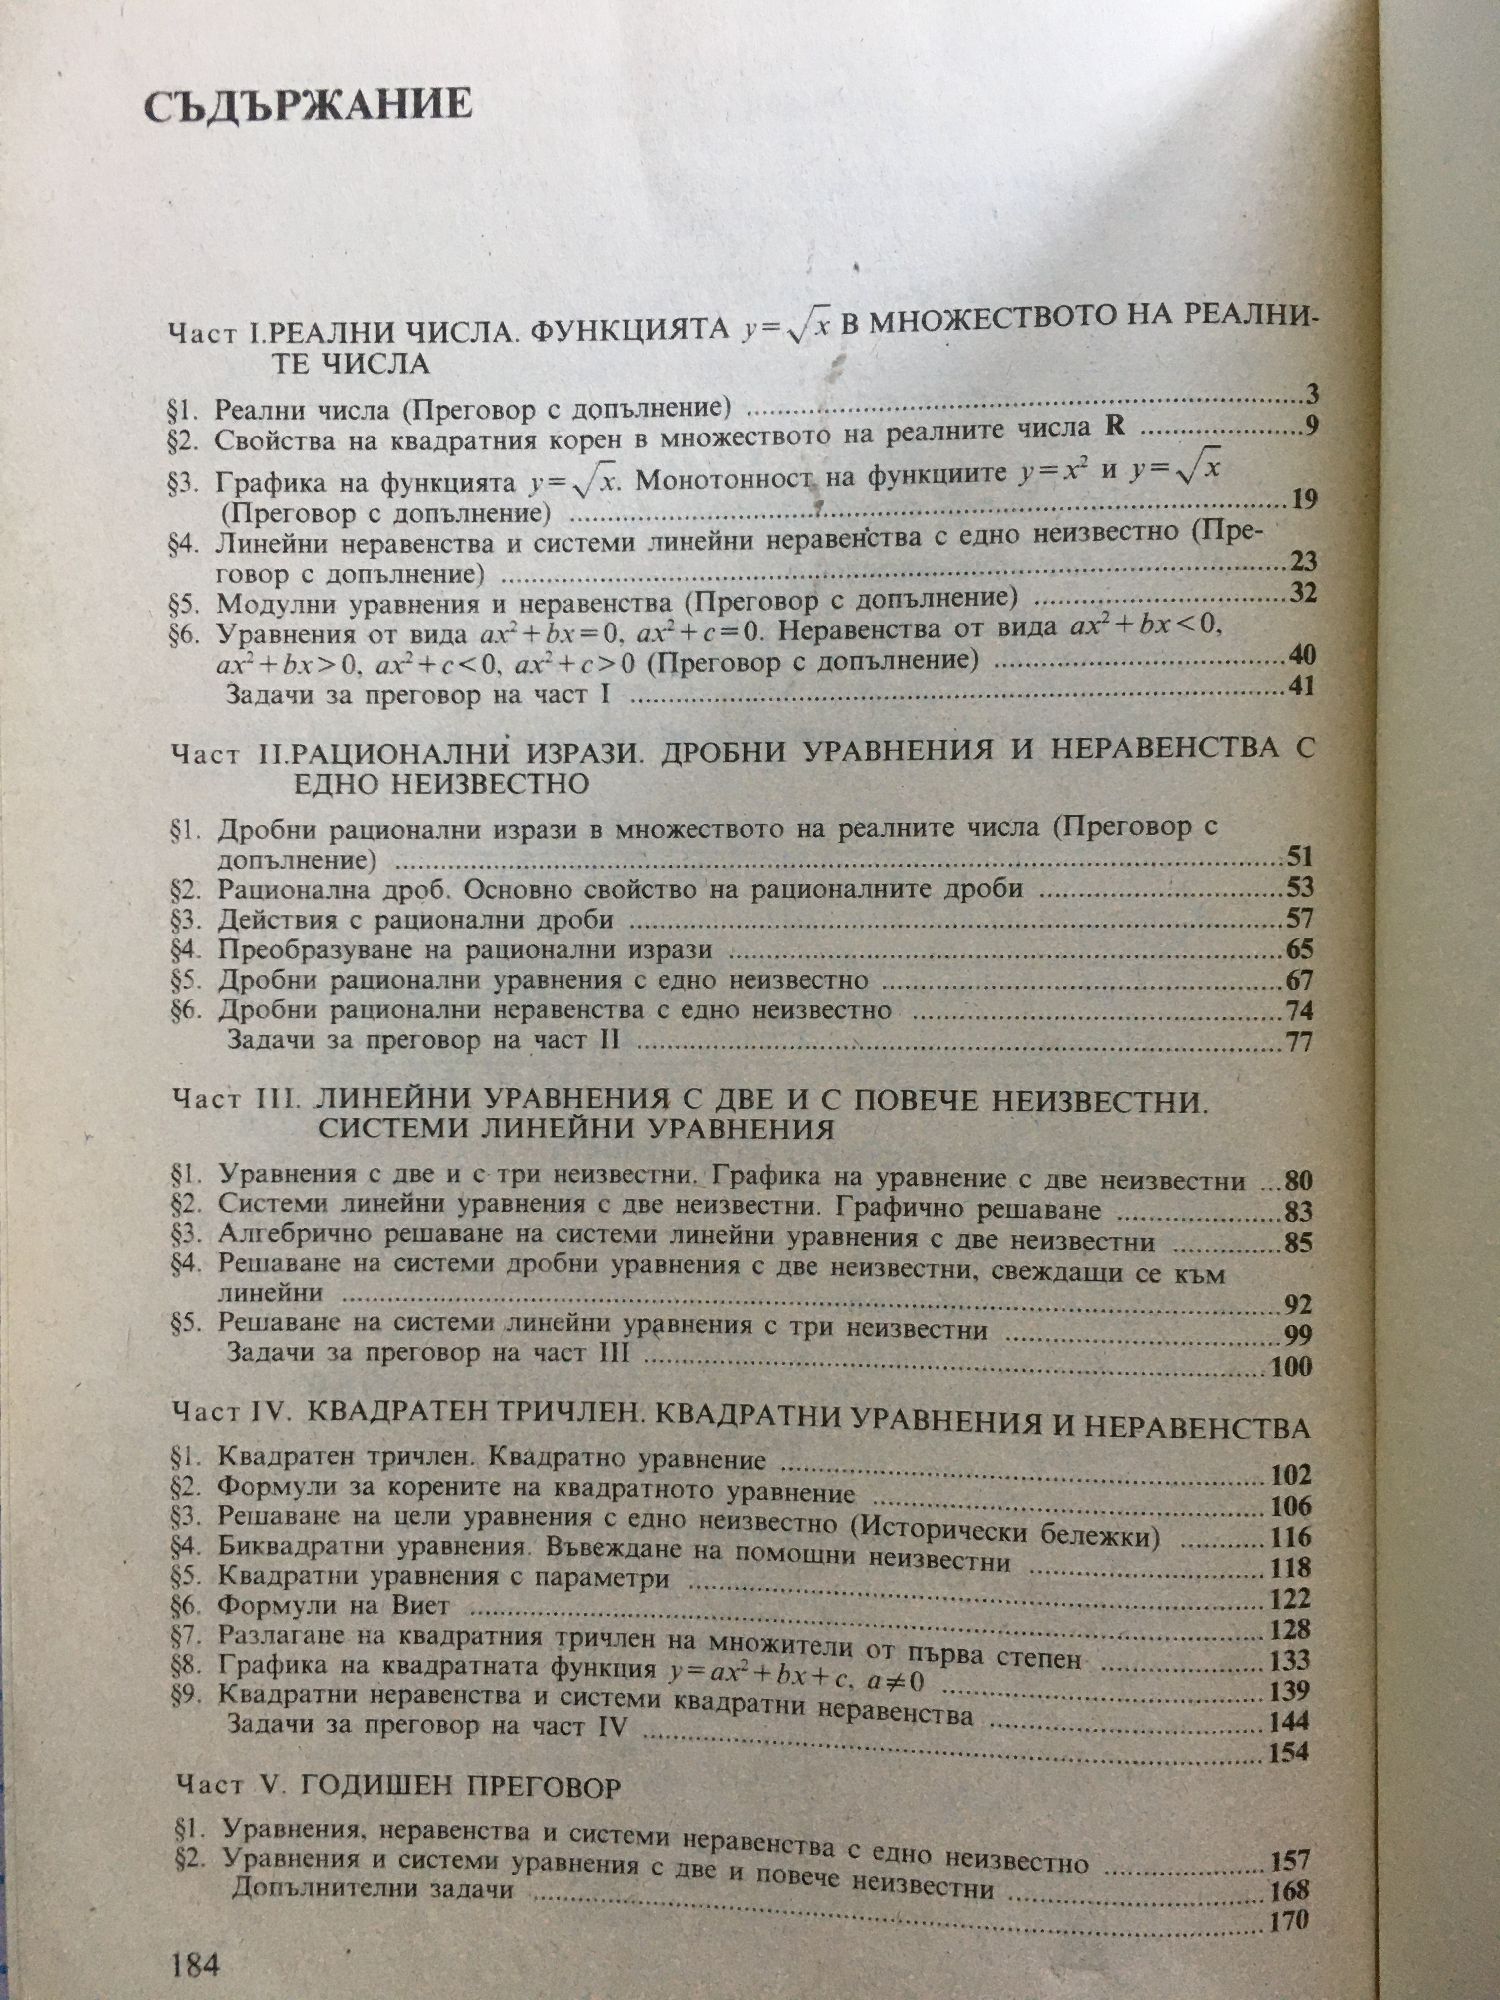 СЪДЪРЖАНИЕ
Част I.РЕАЛНИ ЧИСЛА. ФУНКЦИЯТА y=√x В МНОЖЕСТВОТО НА РЕАЛНИ-
ТЕ ЧИСЛА
§1. Реални числа (Преговор с допълнение) ........ 3
§2. Свойства на квадратния корен в множеството на реалните числа R ........ 9
§3. Графика на функцията y=√x. Монотонност на функциите y=x² и y=√x
(Преговор с допълнение) ........ 19
§4. Линейни неравенства и системи линейни неравенства с едно неизвестно (Пре-
говор с допълнение) ........ 23
§5. Модулни уравнения и неравенства (Преговор с допълнение) ........ 32
§6. Уравнения от вида ax²+bx=0, ax²+c=0. Неравенства от вида ax²+bx<0,
ax²+bx>0, ax²+c<0, ax²+c>0 (Преговор с допълнение) ........ 40
Задачи за преговор на част I ........ 41
Част II.РАЦИОНАЛНИ ИЗРАЗИ. ДРОБНИ УРАВНЕНИЯ И НЕРАВЕНСТВА С
ЕДНО НЕИЗВЕСТНО
§1. Дробни рационални изрази в множеството на реалните числа (Преговор с
допълнение) ........ 51
§2. Рационална дроб. Основно свойство на рационалните дроби ........ 53
§3. Действия с рационални дроби ........ 57
§4. Преобразуване на рационални изрази ........ 65
§5. Дробни рационални уравнения с едно неизвестно ........ 67
§6. Дробни рационални неравенства с едно неизвестно ........ 74
Задачи за преговор на част II ........ 77
Част III. ЛИНЕЙНИ УРАВНЕНИЯ С ДВЕ И С ПОВЕЧЕ НЕИЗВЕСТНИ.
СИСТЕМИ ЛИНЕЙНИ УРАВНЕНИЯ
§1. Уравнения с две и с три неизвестни. Графика на уравнение с две неизвестни ... 80
§2. Системи линейни уравнения с две неизвестни. Графично решаване ........ 83
§3. Алгебрично решаване на системи линейни уравнения с две неизвестни ........ 85
§4. Решаване на системи дробни уравнения с две неизвестни, свеждащи се към
линейни ........ 92
§5. Решаване на системи линейни уравнения с три неизвестни ........ 99
Задачи за преговор на част III ........ 100
Част IV. КВАДРАТЕН ТРИЧЛЕН. КВАДРАТНИ УРАВНЕНИЯ И НЕРАВЕНСТВА
§1. Квадратен тричлен. Квадратно уравнение ........ 102
§2. Формули за корените на квадратното уравнение ........ 106
§3. Решаване на цели уравнения с едно неизвестно (Исторически бележки) ........ 116
§4. Биквадратни уравнения. Въвеждане на помощни неизвестни ........ 118
§5. Квадратни уравнения с параметри ........ 122
§6. Формули на Виет ........ 128
§7. Разлагане на квадратния тричлен на множители от първа степен ........ 133
§8. Графика на квадратната функция y=ax²+bx+c, a≠0 ........ 139
§9. Квадратни неравенства и системи квадратни неравенства ........ 144
Задачи за преговор на част IV ........ 154
Част V. ГОДИШЕН ПРЕГОВОР
§1. Уравнения, неравенства и системи неравенства с едно неизвестно ........ 157
§2. Уравнения и системи уравнения с две и повече неизвестни ........ 168
Допълнителни задачи ........ 170
184